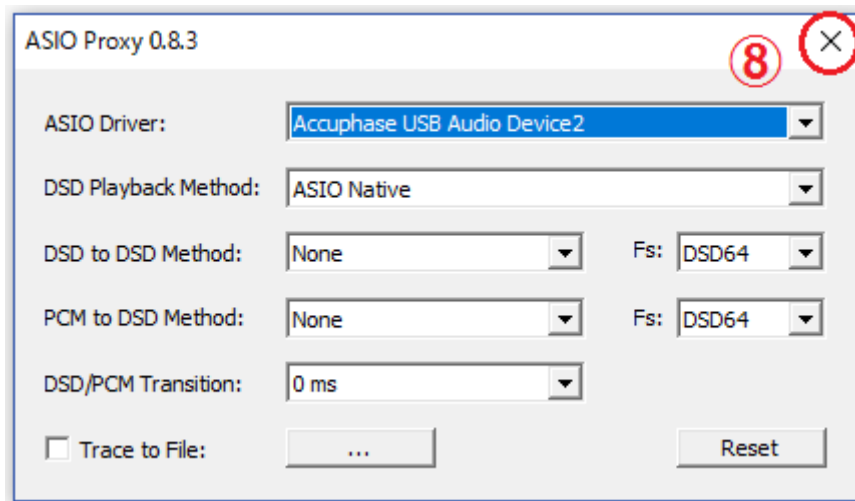 ASIO Proxy 0.8.3
⑧
ASIO Driver: Accuphase USB Audio Device2
DSD Playback Method: ASIO Native
DSD to DSD Method: None Fs: DSD64
PCM to DSD Method: None Fs: DSD64
DSD/PCM Transition: 0 ms
Trace to File: ... Reset